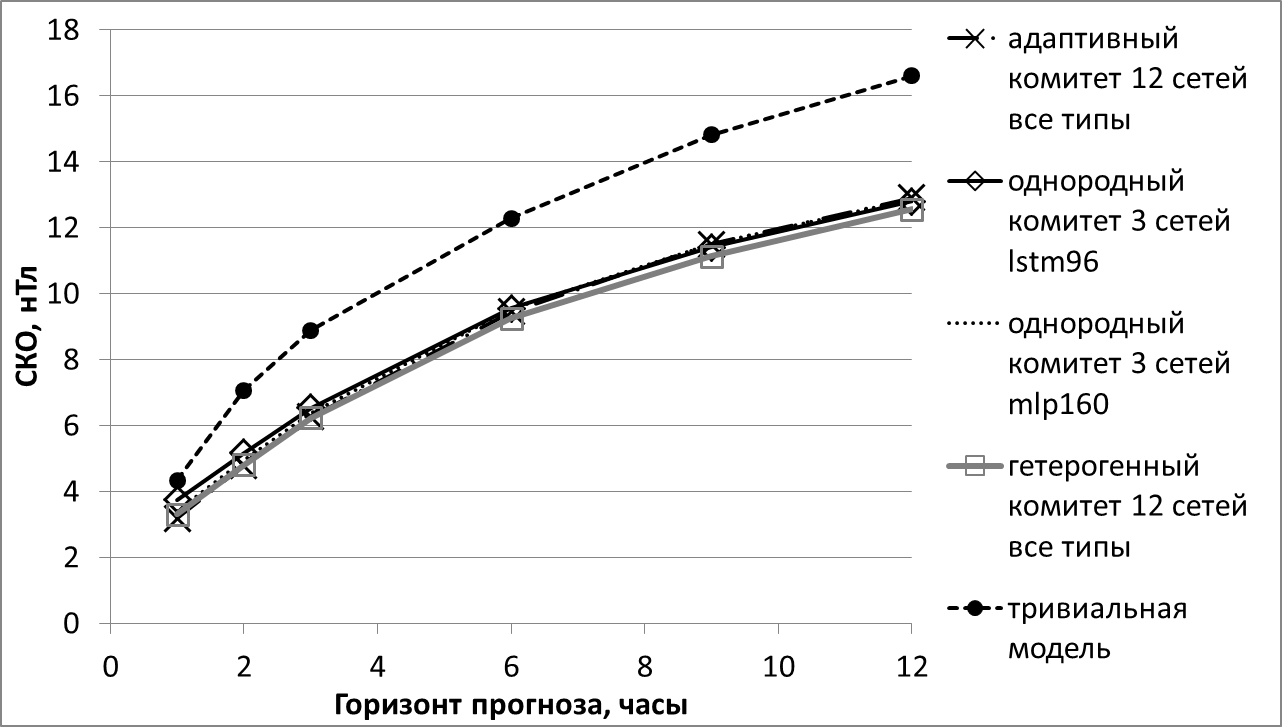 18
16
14
12
10
8
6
4
2
0
СКО, нТл
0 2 4 6 8 10 12
Горизонт прогноза, часы
адаптивный
комитет 12 сетей
все типы
однородный
комитет 3 сетей
lstm96
однородный
комитет 3 сетей
mlp160
гетерогенный
комитет 12 сетей
все типы
тривиальная
модель